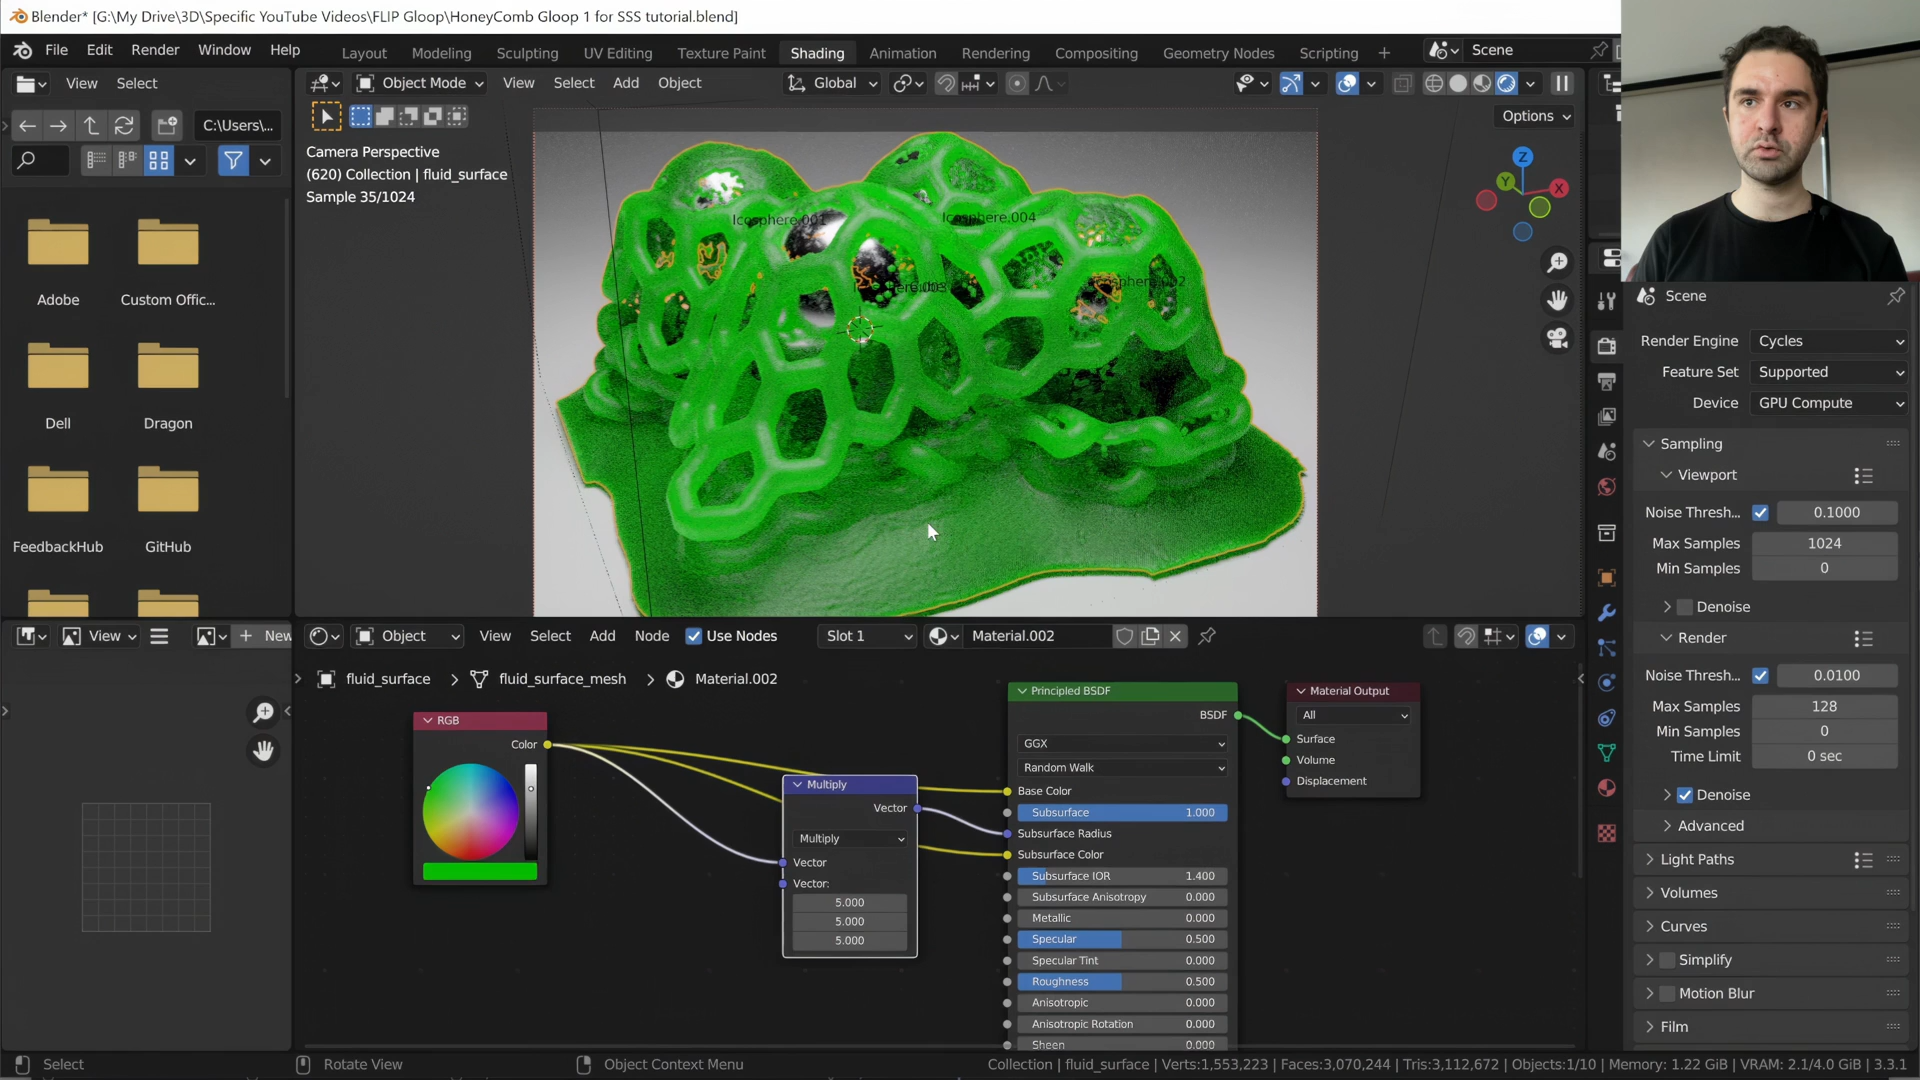 Blender* [G:\My Drive\3D\Specific YouTube Videos\FLIP Gloop\HoneyComb Gloop 1 for SSS tutorial.blend]
File Edit Render Window Help
Layout Modeling Sculpting UV Editing Texture Paint Shading Animation Rendering Compositing Geometry Nodes Scripting +
Scene
View Select
Object Mode View Select Add Object Global
C:\Users\...
Options
Camera Perspective
(620) Collection | fluid_surface
Sample 35/1024
Icosphere.001
Icosphere.004
Z
Y
X
Adobe
Custom Offic...
Dell
Dragon
FeedbackHub
GitHub
Scene
Render Engine Cycles
Feature Set Supported
Device GPU Compute
Sampling
Viewport
Noise Thresh... 0.1000
Max Samples 1024
Min Samples 0
Denoise
Render
Noise Thresh... 0.0100
Max Samples 128
Min Samples 0
Time Limit 0 sec
Denoise
Advanced
Light Paths
Volumes
Curves
Simplify
Motion Blur
Film
View
+ New
Object View Select Add Node Use Nodes Slot 1 Material.002
fluid_surface > fluid_surface_mesh > Material.002
RGB
Color
Multiply
Vector
Multiply
Vector
Vector:
5.000
5.000
5.000
Principled BSDF
BSDF
GGX
Random Walk
Base Color
Subsurface 1.000
Subsurface Radius
Subsurface Color
Subsurface IOR 1.400
Subsurface Anisotropy 0.000
Metallic 0.000
Specular 0.500
Specular Tint 0.000
Roughness 0.500
Anisotropic 0.000
Anisotropic Rotation 0.000
Sheen 0.000
Material Output
All
Surface
Volume
Displacement
Select
Rotate View
Object Context Menu
Collection | fluid_surface | Verts:1,553,223 | Faces:3,070,244 | Tris:3,112,672 | Objects:1/10 | Memory: 1.22 GiB | VRAM: 2.1/4.0 GiB | 3.3.1